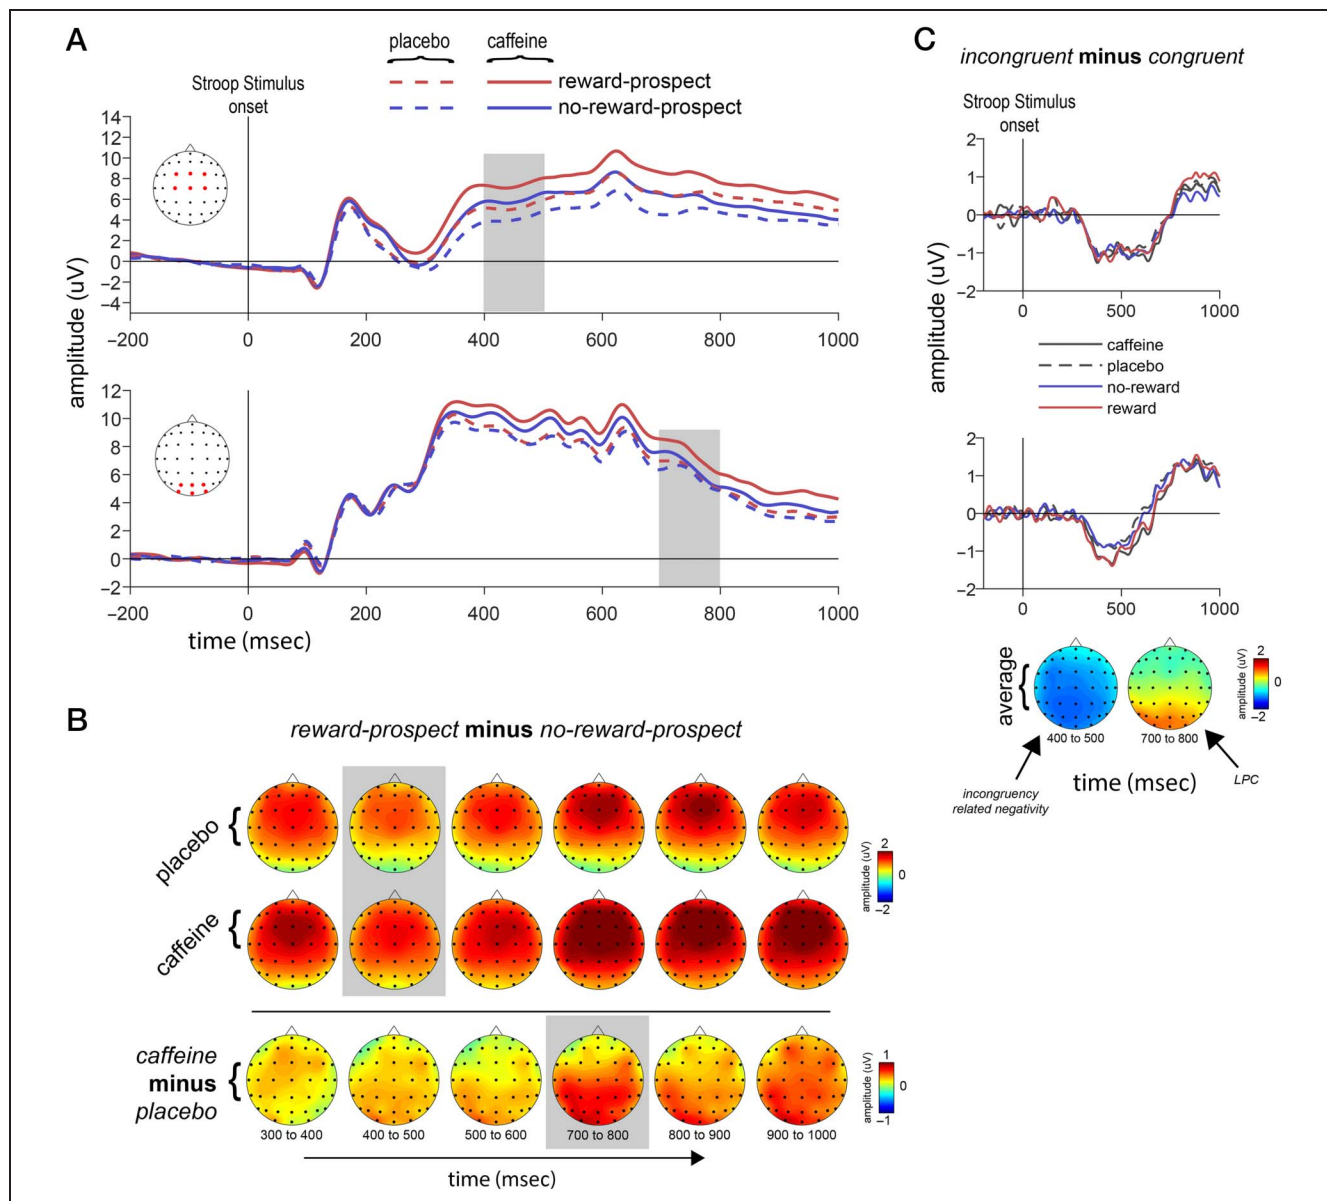 A
placebo
caffeine
Stroop Stimulus
onset
reward-prospect
no-reward-prospect
amplitude (uV)
14
12
10
8
6
4
2
0
−2
−4
−200
0
200
400
600
800
1000
12
10
8
6
4
2
0
−2
−200
0
200
400
600
800
1000
time (msec)
B
reward-prospect minus no-reward-prospect
placebo
caffeine
amplitude (uV)
2
0
−2
caffeine
minus
placebo
amplitude (uV)
1
0
−1
300 to 400
400 to 500
500 to 600
700 to 800
800 to 900
900 to 1000
time (msec)
C
incongruent minus congruent
Stroop Stimulus
onset
amplitude (uV)
2
1
0
−1
−2
0
500
1000
caffeine
placebo
no-reward
reward
2
1
0
−1
−2
0
500
1000
average
amplitude (uV)
2
0
−2
400 to 500
700 to 800
time (msec)
incongruency
related negativity
LPC